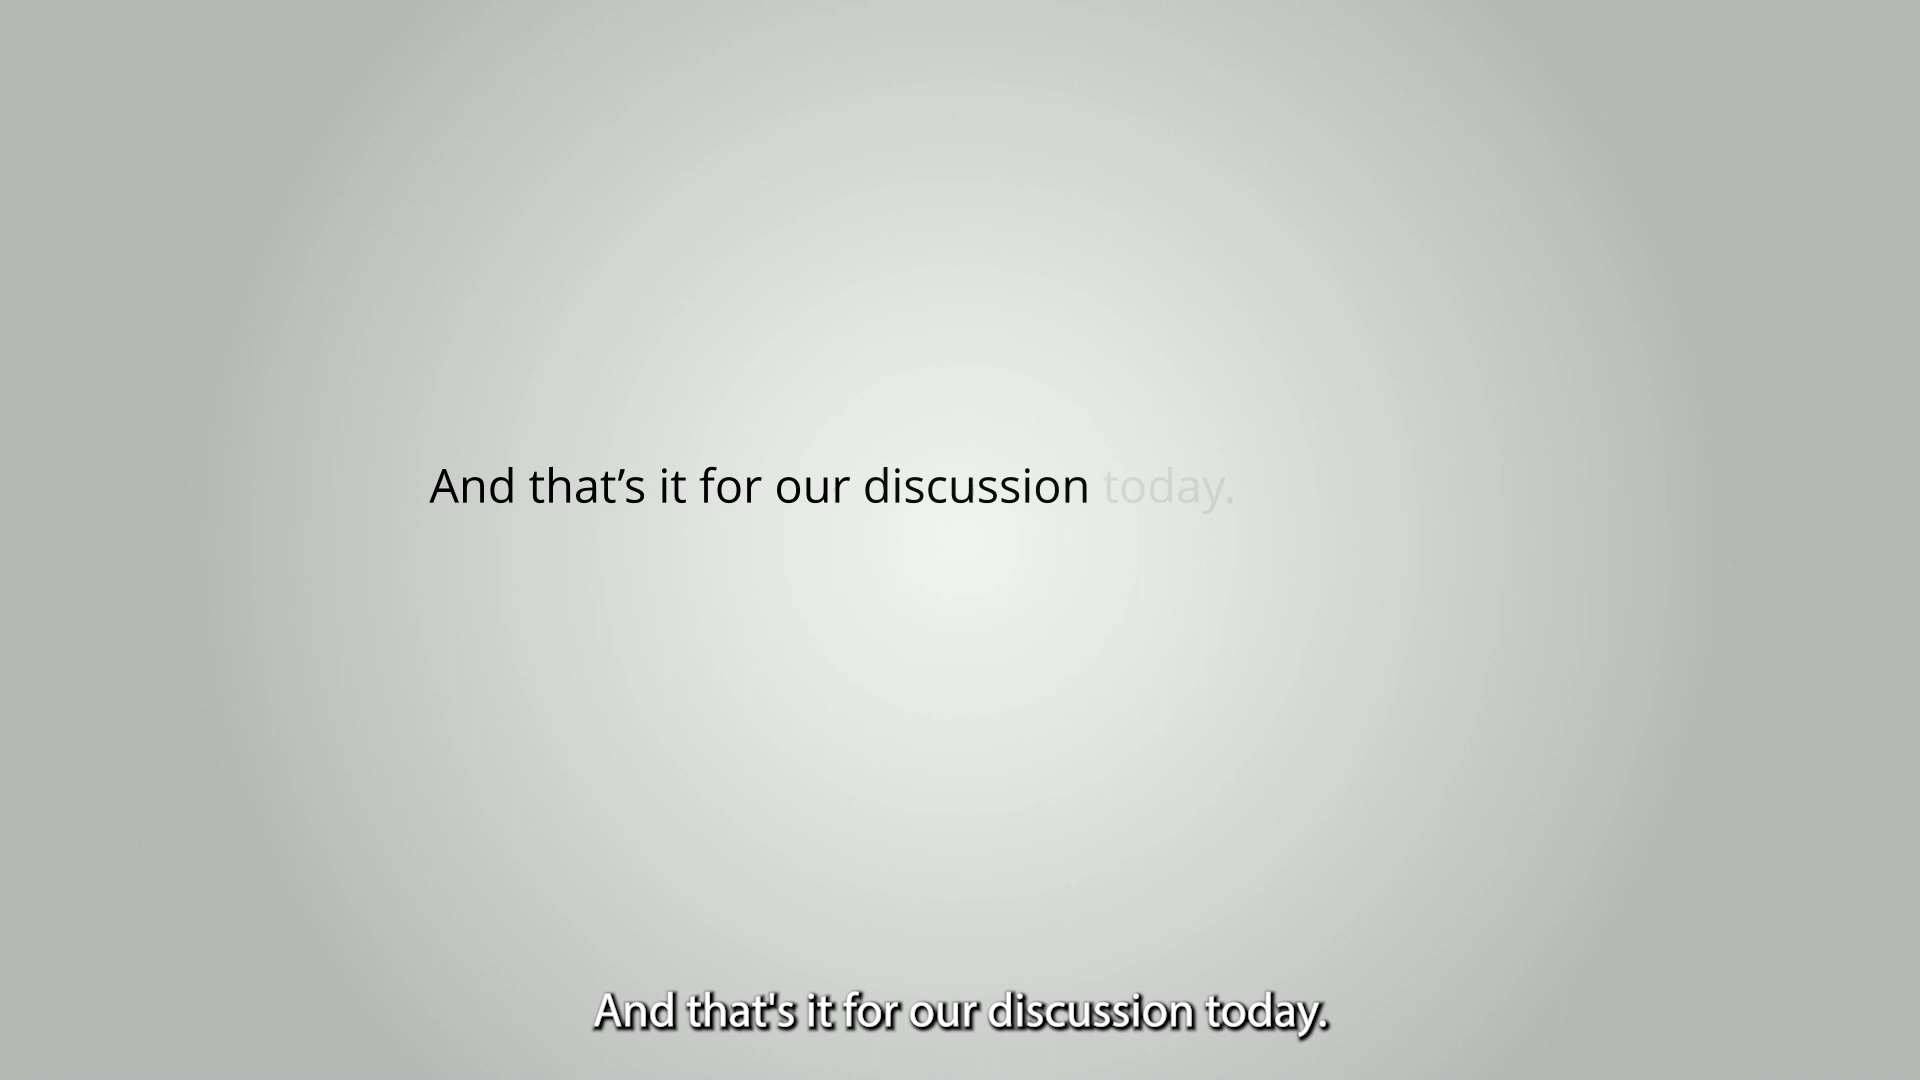 And that’s it for our discussion today.
And that's it for our discussion today.